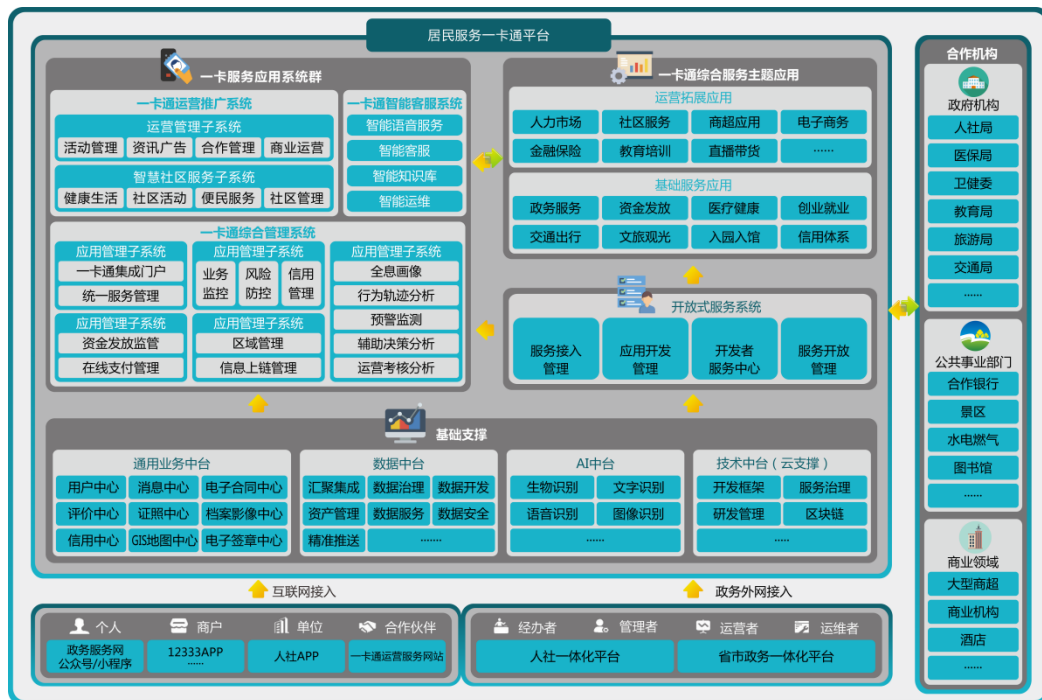 居民服务一卡通平台
一卡服务应用系统群
一卡通运营推广系统
运营管理子系统
活动管理 资讯广告 合作管理 商业运营
智慧社区服务子系统
健康生活 社区活动 便民服务 社区管理
一卡通智能客服系统
智能语音服务
智能客服
智能知识库
智能运维
一卡通综合管理系统
应用管理子系统
一卡通集成门户
统一服务管理
应用管理子系统
业务 风险 信用
监控 防控 管理
应用管理子系统
全息画像
行为轨迹分析
预警监测
辅助决策分析
运营考核分析
应用管理子系统
资金发放监管
在线支付管理
应用管理子系统
区域管理
信息上链管理
一卡通综合服务主题应用
运营拓展应用
人力市场 社区服务 商超应用 电子商务
金融保险 教育培训 直播带货 ……
基础服务应用
政务服务 资金发放 医疗健康 创业就业
交通出行 文旅观光 入园入馆 信用体系
开放式服务系统
服务接入 应用开发 开发者 服务开放
管理 管理 服务中心 管理
基础支撑
通用业务中台
用户中心 消息中心 电子合同中心
评价中心 证照中心 档案影像中心
信用中心 GIS地图中心 电子签章中心
数据中台
汇聚集成 数据治理 数据开发
资产管理 数据服务 数据安全
精准推送 ……
AI中台
生物识别 文字识别
语音识别 图像识别
……
技术中台（云支撑）
开发框架 服务治理
研发管理 区块链
……
互联网接入
政务外网接入
个人 商户 单位 合作伙伴
政务服务网 12333APP 人社APP 一卡通运营服务网站
公众号/小程序 ……
经办者 管理者 运营者 运维者
人社一体化平台 省市政务一体化平台
合作机构
政府机构
人社局
医保局
卫健委
教育局
旅游局
交通局
……
公共事业部门
合作银行
景区
水电燃气
图书馆
……
商业领域
大型商超
商业机构
酒店
……